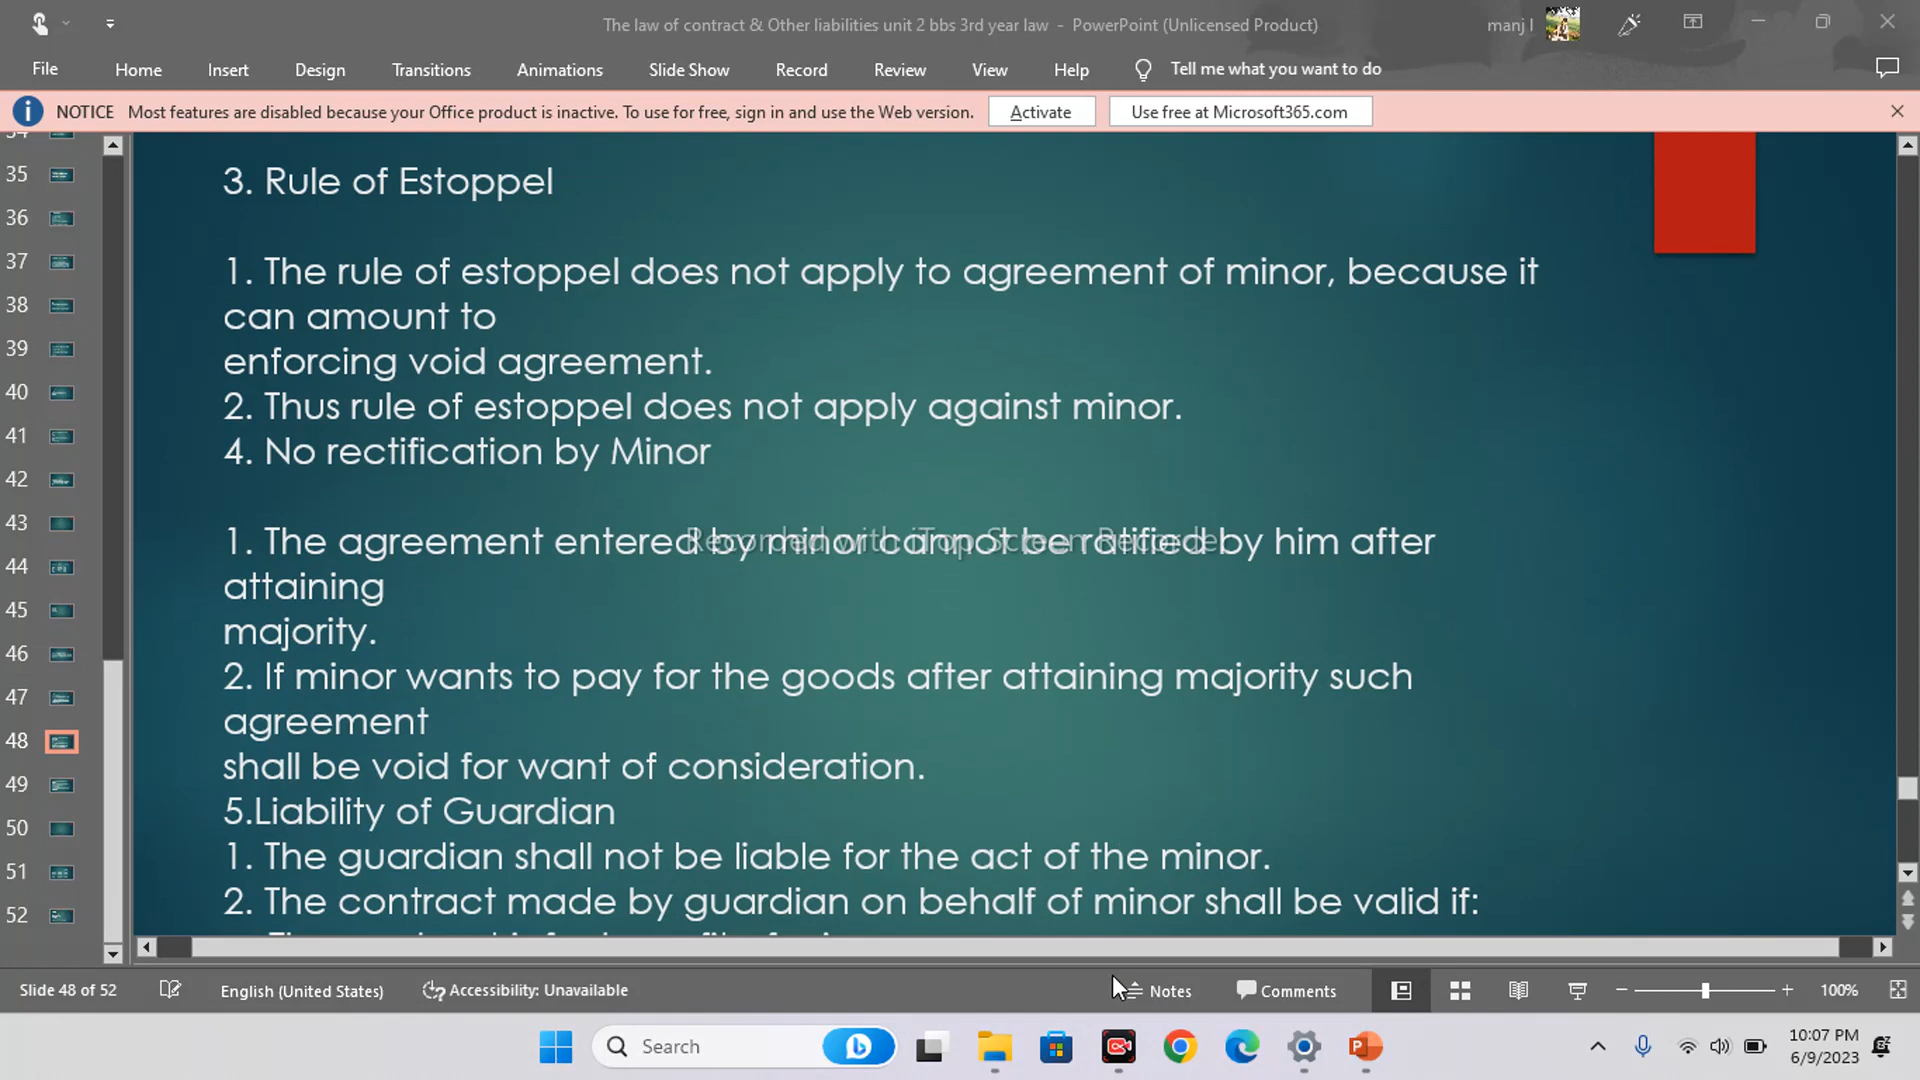 The law of contract & Other liabilities unit 2 bbs 3rd year law - PowerPoint (Unlicensed Product)
manj l
File Home Insert Design Transitions Animations Slide Show Record Review View Help Tell me what you want to do
NOTICE Most features are disabled because your Office product is inactive. To use for free, sign in and use the Web version. Activate Use free at Microsoft365.com
34
35
36
37
38
39
40
41
42
43
44
45
46
47
48
49
50
51
52
3. Rule of Estoppel
1. The rule of estoppel does not apply to agreement of minor, because it
can amount to
enforcing void agreement.
2. Thus rule of estoppel does not apply against minor.
4. No rectification by Minor
1. The agreement entered by minor cannot be ratified by him after
attaining
majority.
2. If minor wants to pay for the goods after attaining majority such
agreement
shall be void for want of consideration.
5.Liability of Guardian
1. The guardian shall not be liable for the act of the minor.
2. The contract made by guardian on behalf of minor shall be valid if:
Recorded with iTop Screen Recorder
Slide 48 of 52 English (United States) Accessibility: Unavailable Notes Comments 100%
Search
10:07 PM
6/9/2023